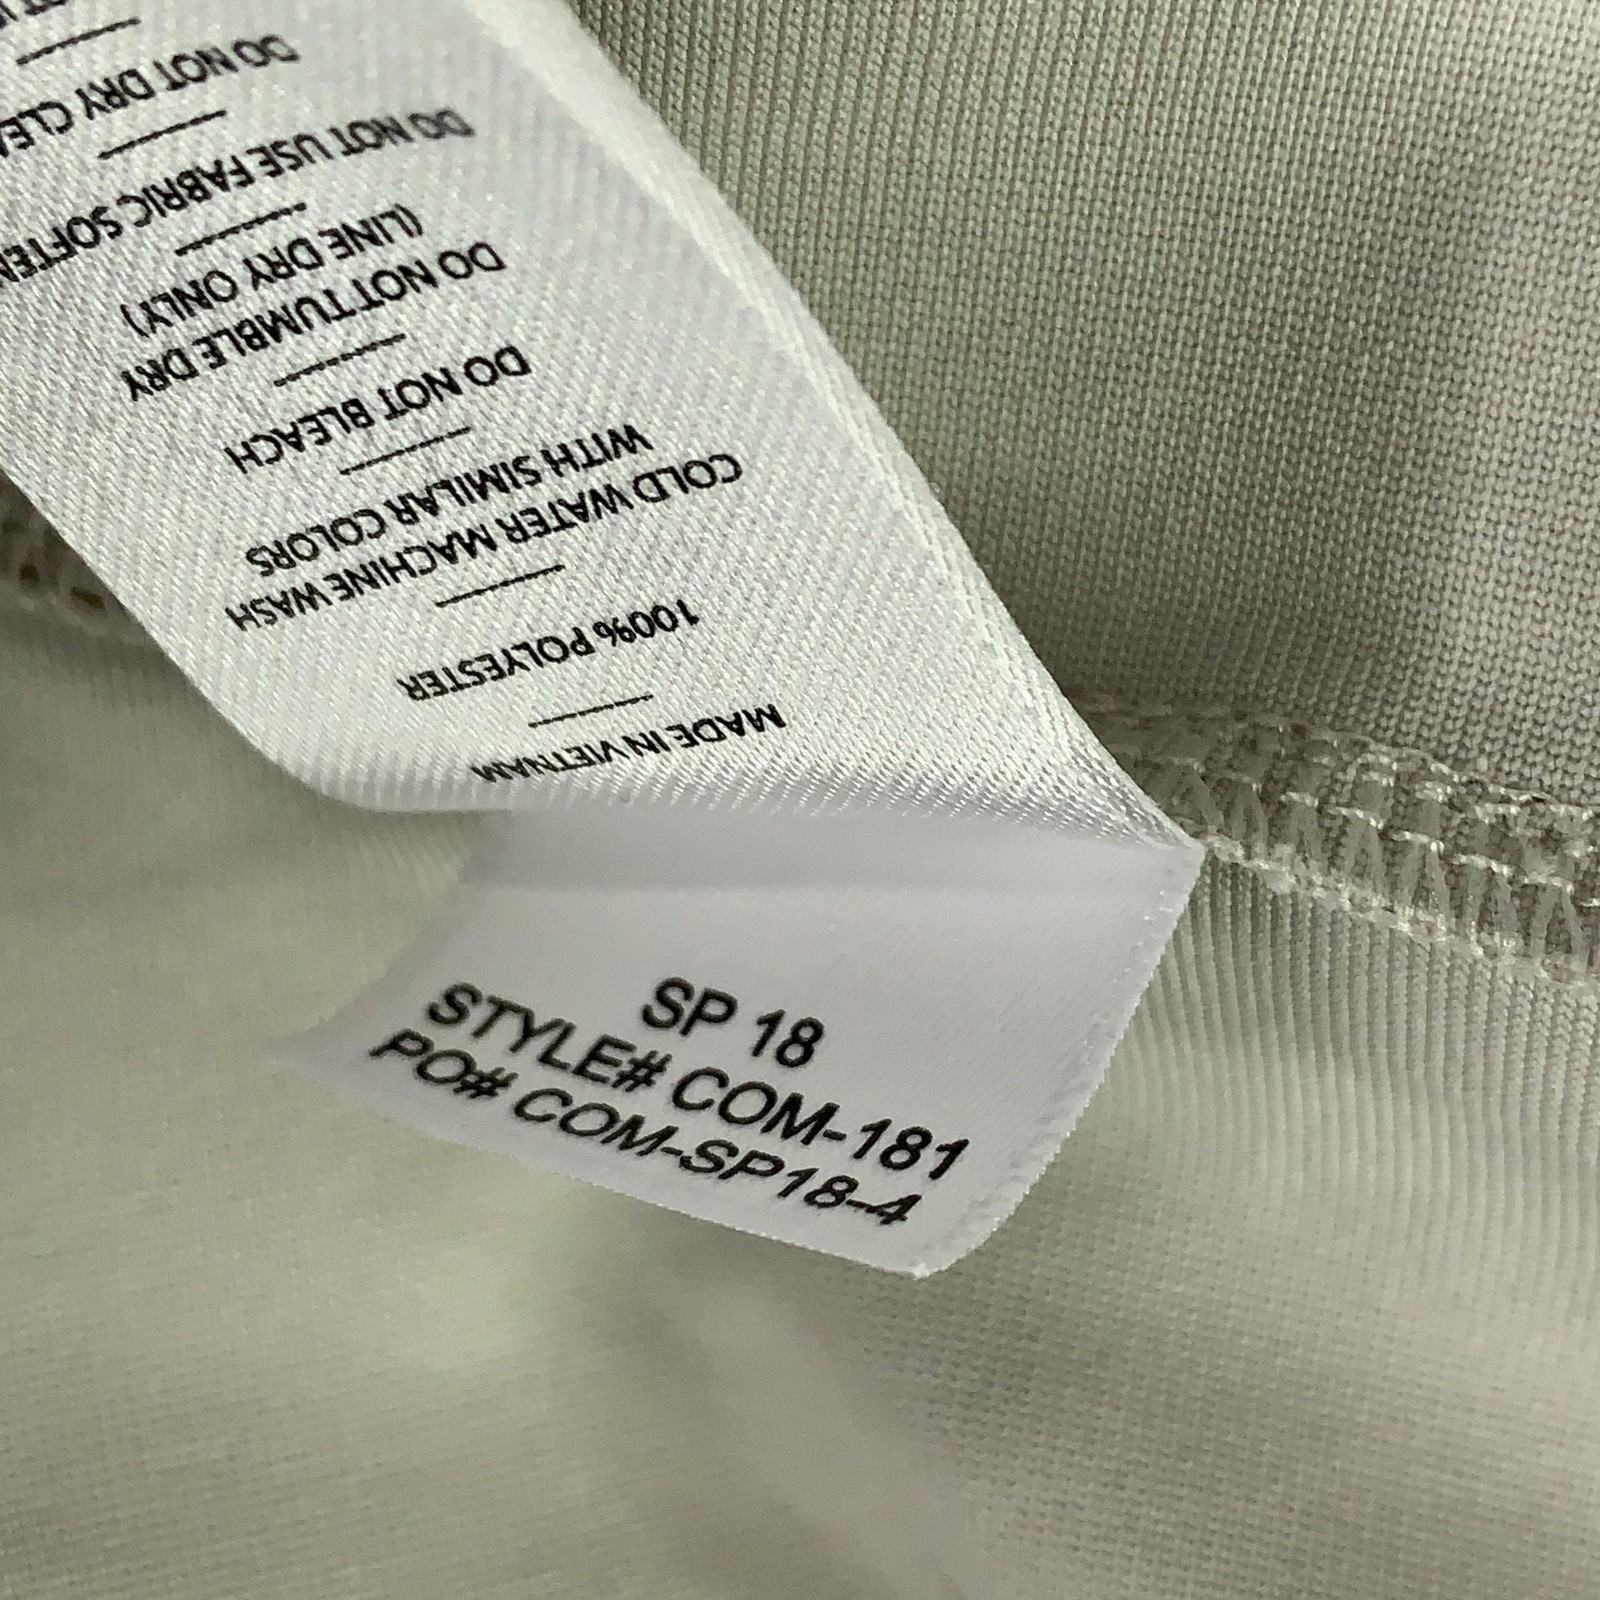 MADE IN VIETNAM
100% POLYESTER
COLD WATER MACHINE WASH
WITH SIMILAR COLORS
DO NOT BLEACH
DO NOT TUMBLE DRY
(LINE DRY ONLY)
DO NOT USE FABRIC
DO NOT DRY
SP 18
STYLE# COM-181
PO# COM-SP18-4